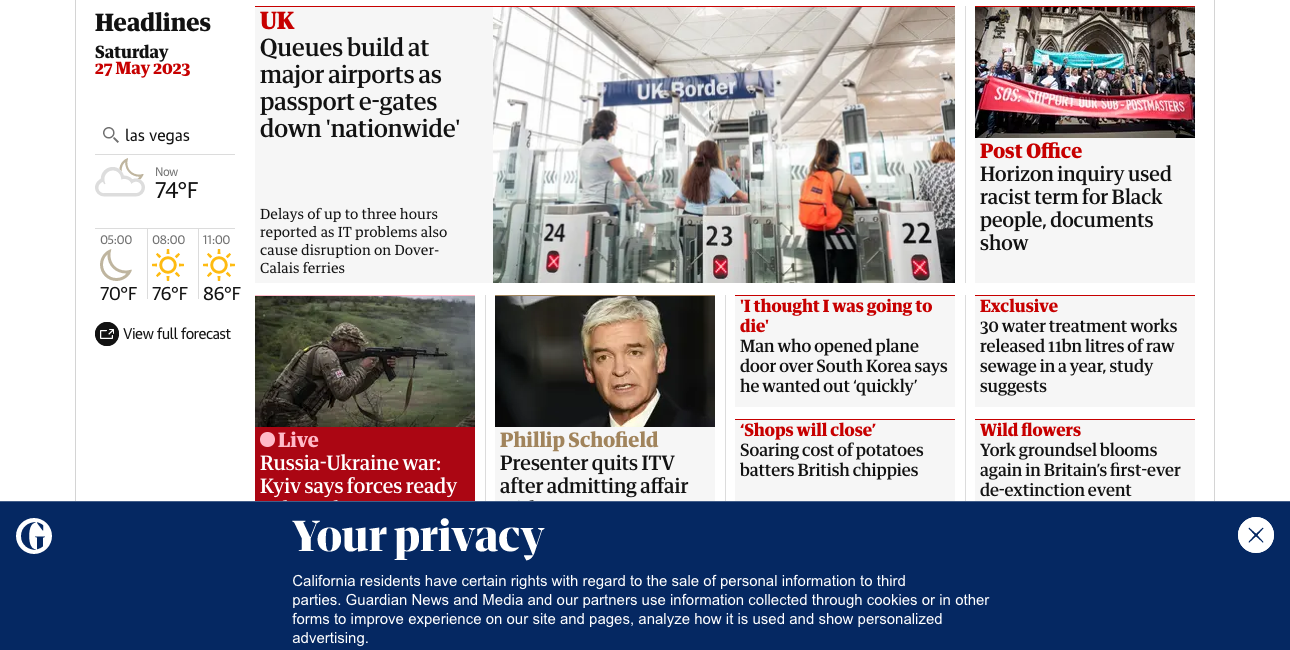 Headlines
Saturday
27 May 2023
las vegas
Now
74°F
05:00
08:00
11:00
70°F
76°F
86°F
View full forecast
UK
Queues build at
major airports as
passport e-gates
down 'nationwide'
Delays of up to three hours
reported as IT problems also
cause disruption on Dover-
Calais ferries
UK Border
24
23
22
SOS: SUPPORT OUR SUB-POSTMASTERS
Post Office
Horizon inquiry used
racist term for Black
people, documents
show
Live
Russia-Ukraine war:
Kyiv says forces ready
Phillip Schofield
Presenter quits ITV
after admitting affair
'I thought I was going to
die'
Man who opened plane
door over South Korea says
he wanted out ‘quickly’
‘Shops will close’
Soaring cost of potatoes
batters British chippies
Exclusive
30 water treatment works
released 11bn litres of raw
sewage in a year, study
suggests
Wild flowers
York groundsel blooms
again in Britain’s first-ever
de-extinction event
G
Your privacy
California residents have certain rights with regard to the sale of personal information to third
parties. Guardian News and Media and our partners use information collected through cookies or in other
forms to improve experience on our site and pages, analyze how it is used and show personalized
advertising.